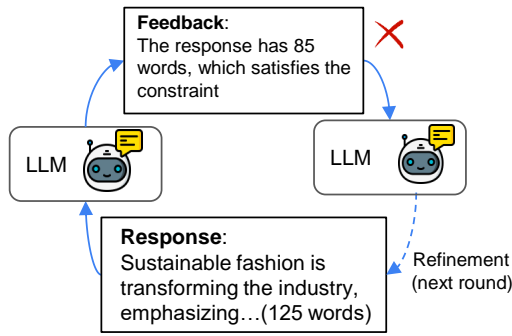 Feedback:
The response has 85
words, which satisfies the
constraint
LLM
LLM
Response:
Sustainable fashion is
transforming the industry,
emphasizing…(125 words)
Refinement
(next round)